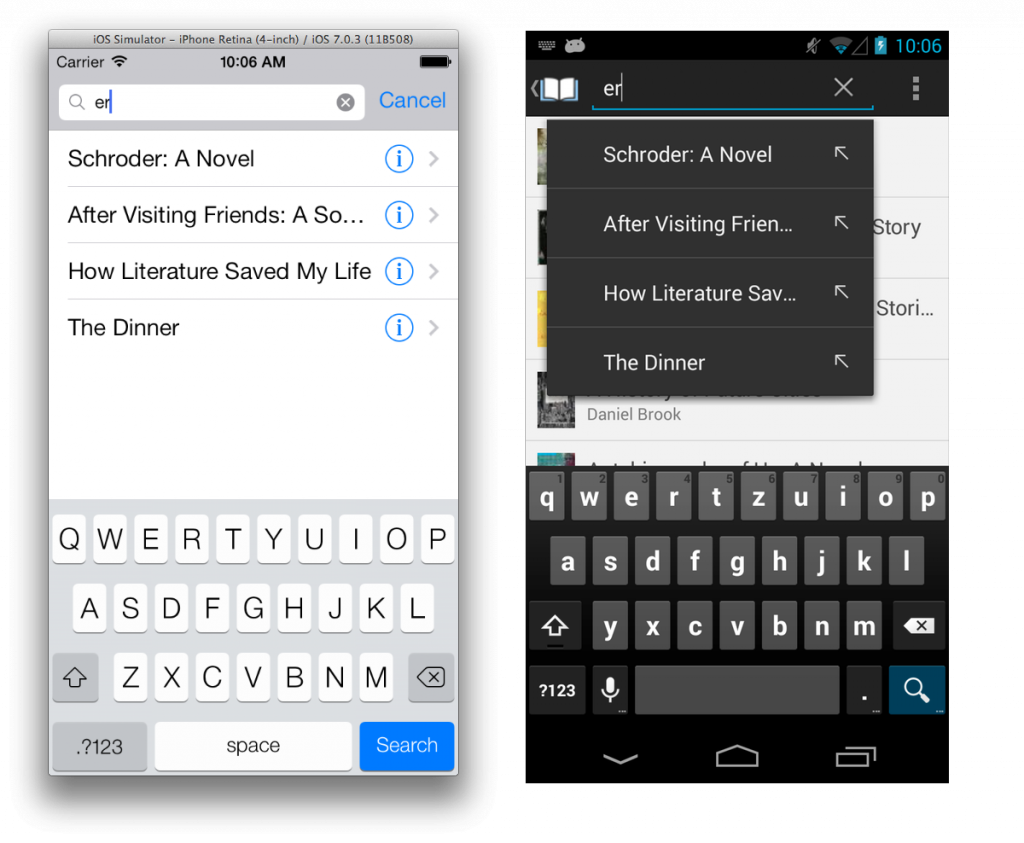 iOS Simulator – iPhone Retina (4-inch) / iOS 7.0.3 (11B508)
Carrier 10:06 AM
er Cancel
Schroder: A Novel
After Visiting Friends: A So...
How Literature Saved My Life
The Dinner
Q W E R T Y U I O P
A S D F G H J K L
Z X C V B N M
.?123 space Search
10:06
er
Schroder: A Novel
After Visiting Frien...
Story
How Literature Sav...
Stori...
The Dinner
Daniel Brook
1 2 3 4 5 6 7 8 9 0
q w e r t z u i o p
a s d f g h j k l
y x c v b n m
?123 ... . ... ...